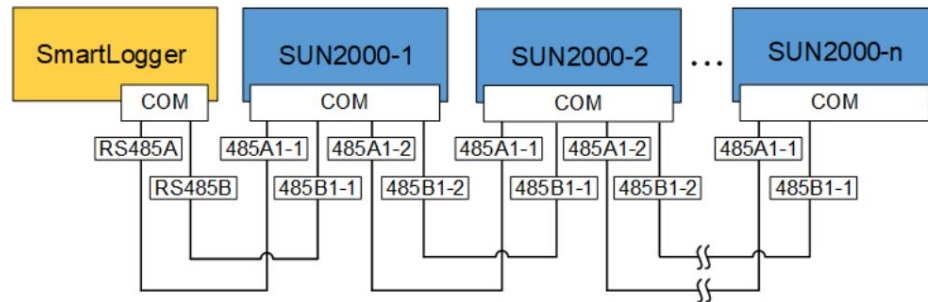 SmartLogger
SUN2000-1
SUN2000-2
...
SUN2000-n
COM
COM
COM
COM
RS485A
485A1-1
485A1-2
485A1-1
485A1-2
485A1-1
RS485B
485B1-1
485B1-2
485B1-1
485B1-2
485B1-1